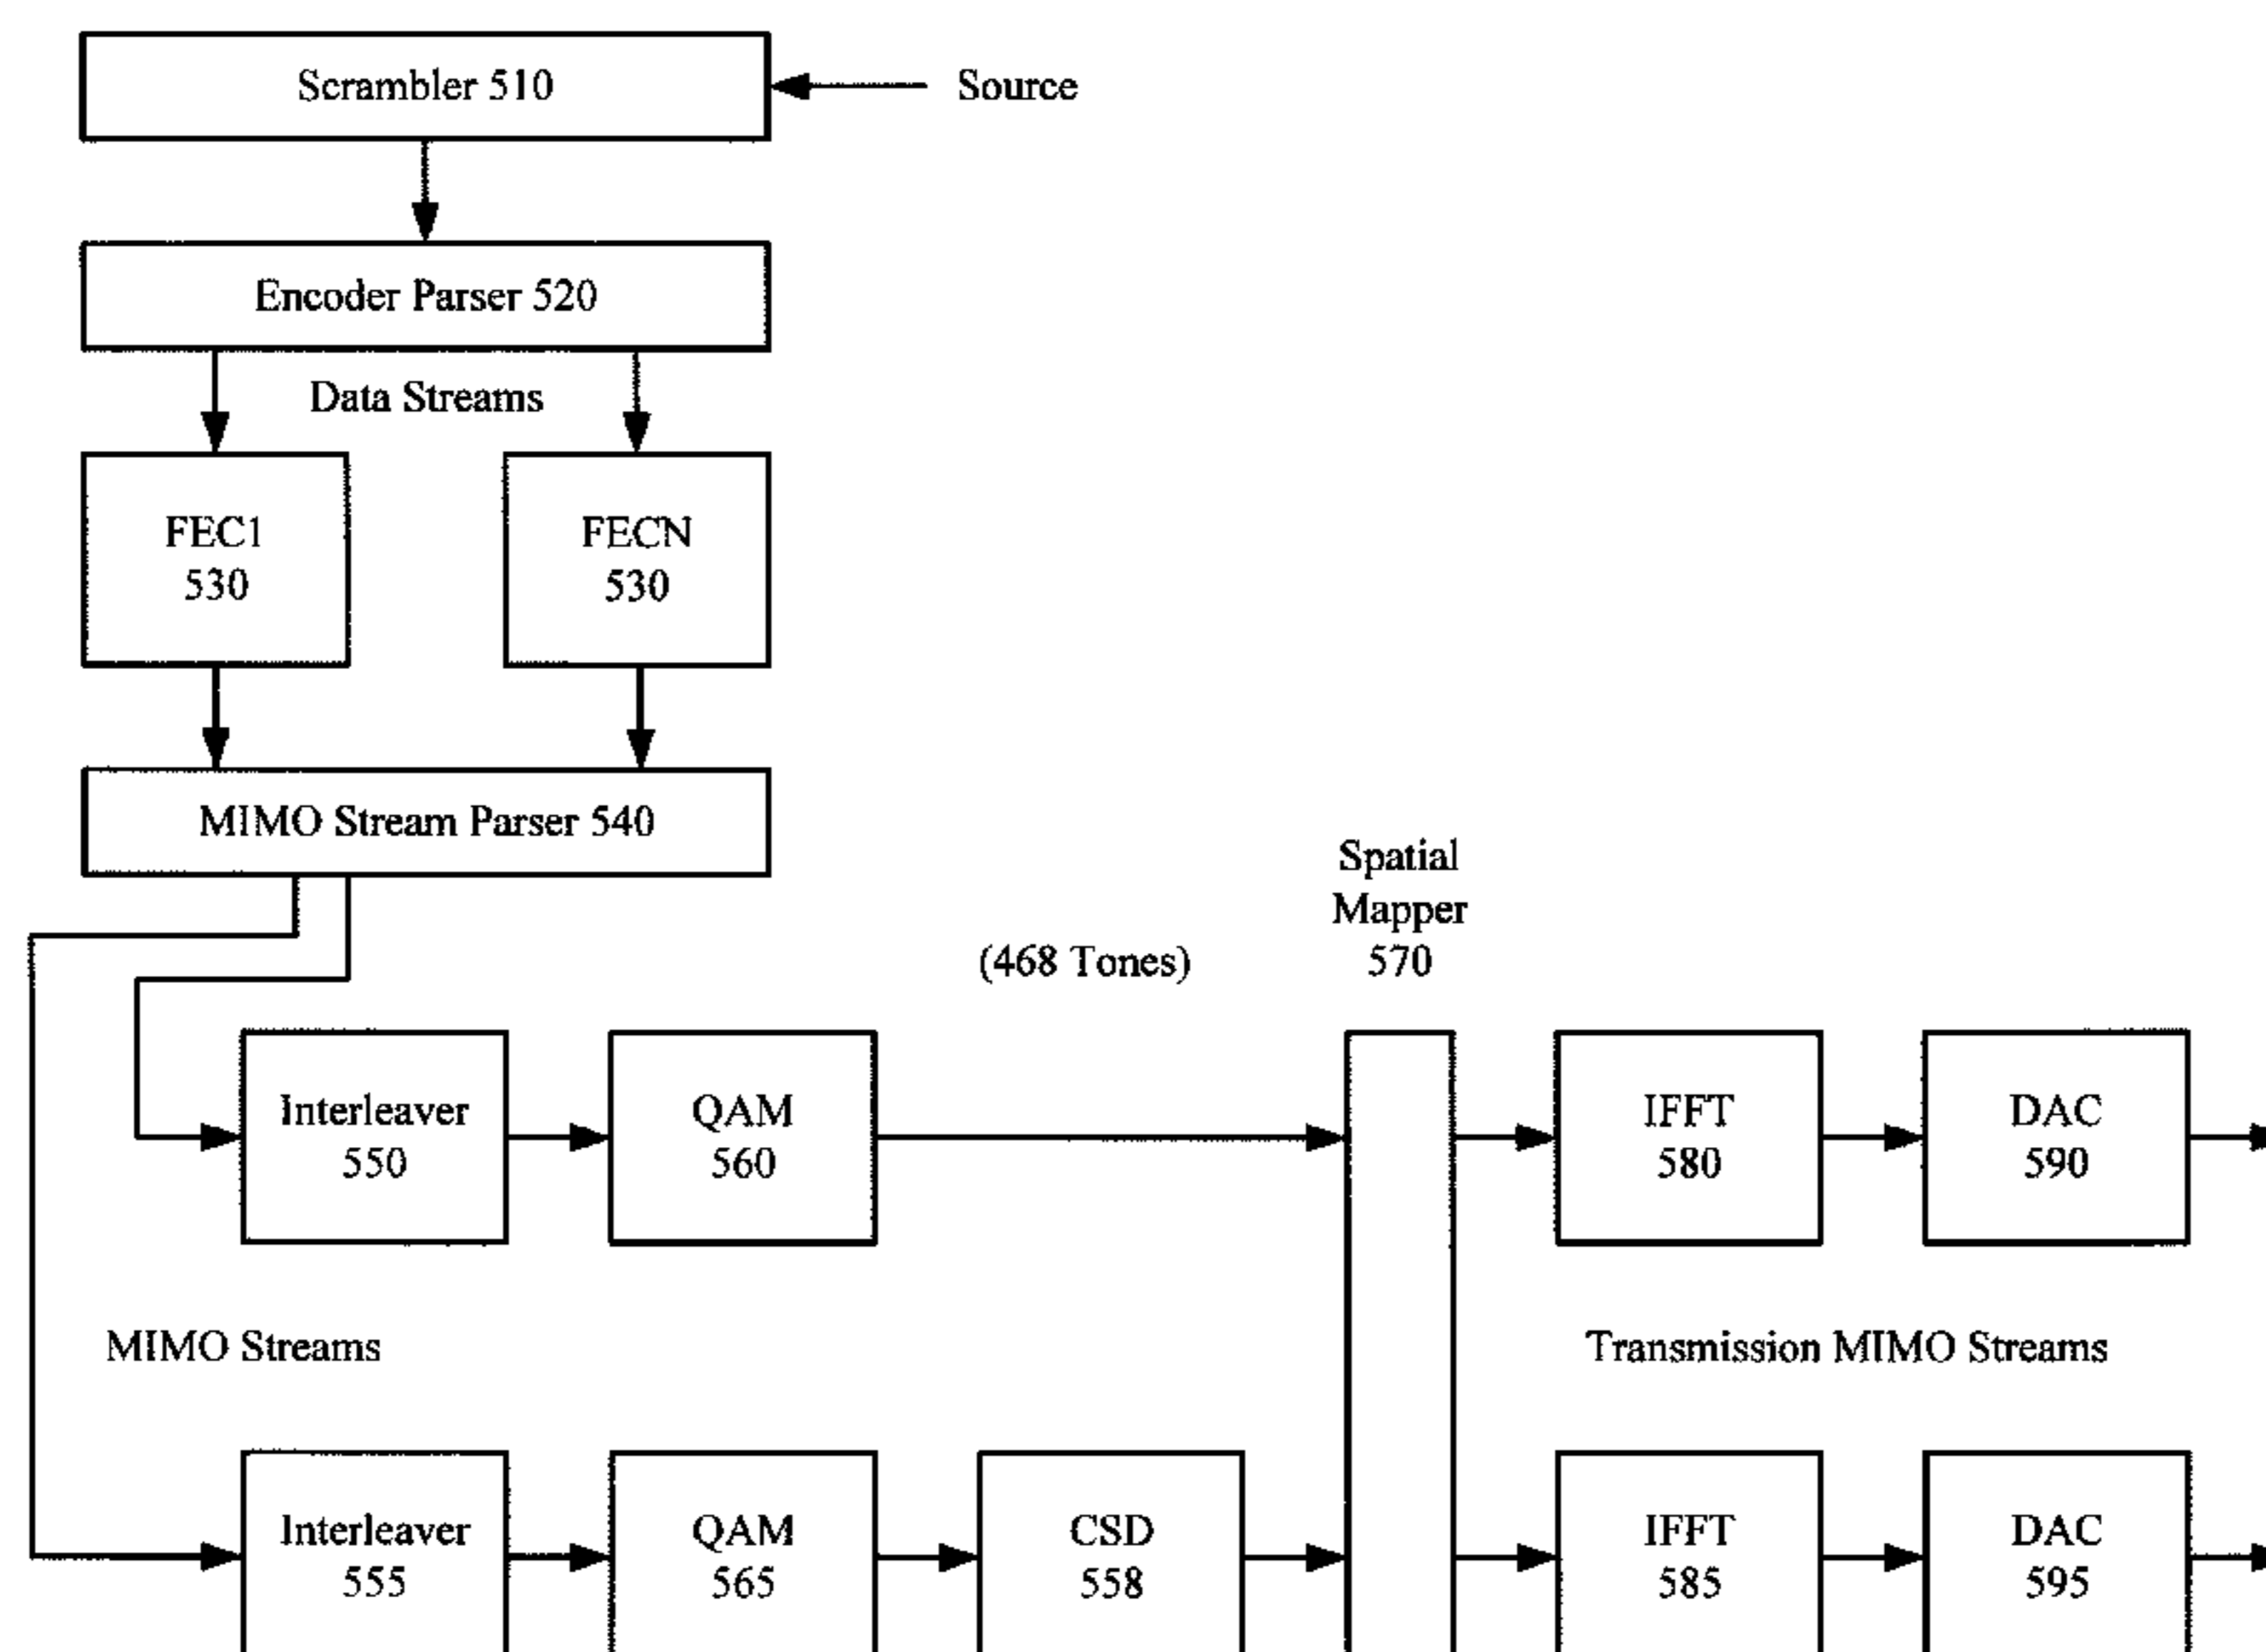 Scrambler 510
Source
Encoder Parser 520
Data Streams
FEC1
530
FECN
530
MIMO Stream Parser 540
Spatial
Mapper
570
(468 Tones)
Interleaver
550
QAM
560
IFFT
580
DAC
590
MIMO Streams
Transmission MIMO Streams
Interleaver
555
QAM
565
CSD
558
IFFT
585
DAC
595